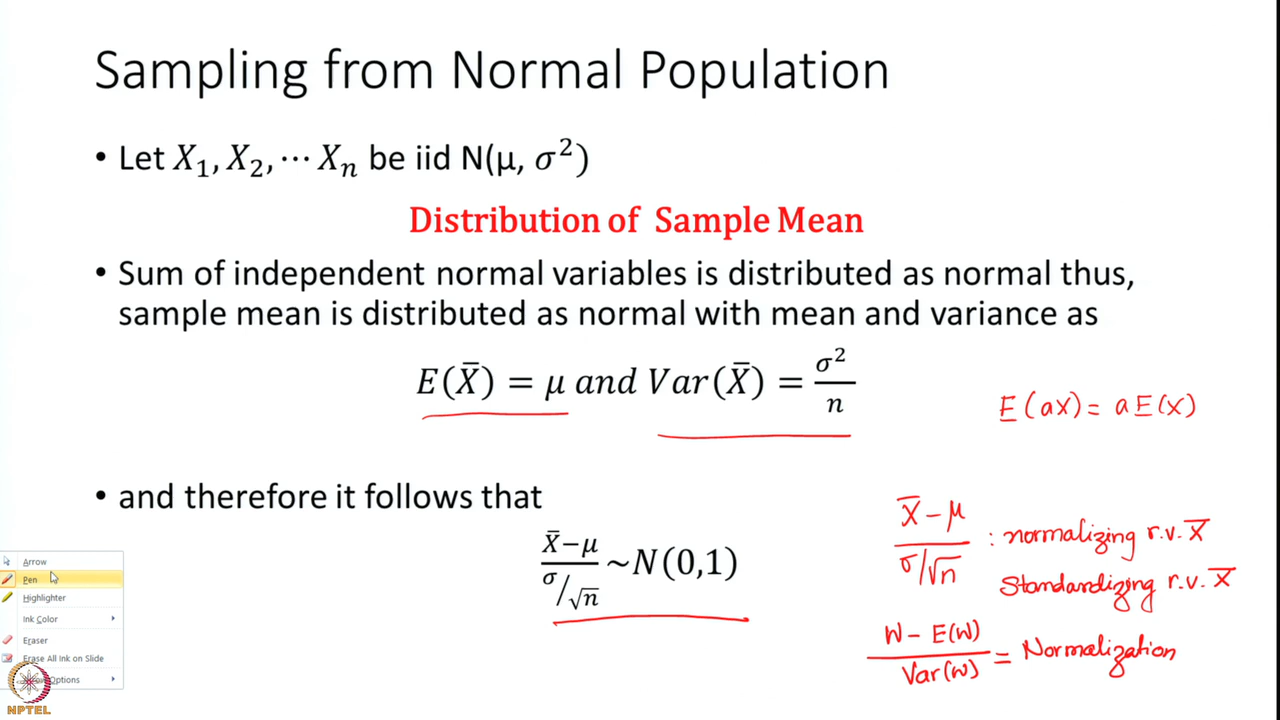 Sampling from Normal Population
• Let X₁, X₂, ⋯ Xₙ be iid N(μ, σ²)
Distribution of Sample Mean
• Sum of independent normal variables is distributed as normal thus,
sample mean is distributed as normal with mean and variance as
E(X̄) = μ and Var(X̄) = σ²/n
E(ax) = a E(x)
• and therefore it follows that
(X̄−μ)/(σ/√n) ~N(0,1)
(X̄ − μ)/(σ/√n) : normalizing r.v. X̄
Standardizing r.v. X̄
(W − E(W))/Var(W) = Normalization
Arrow
Pen
Highlighter
Ink Color
Eraser
Erase All Ink on Slide
Options
NPTEL